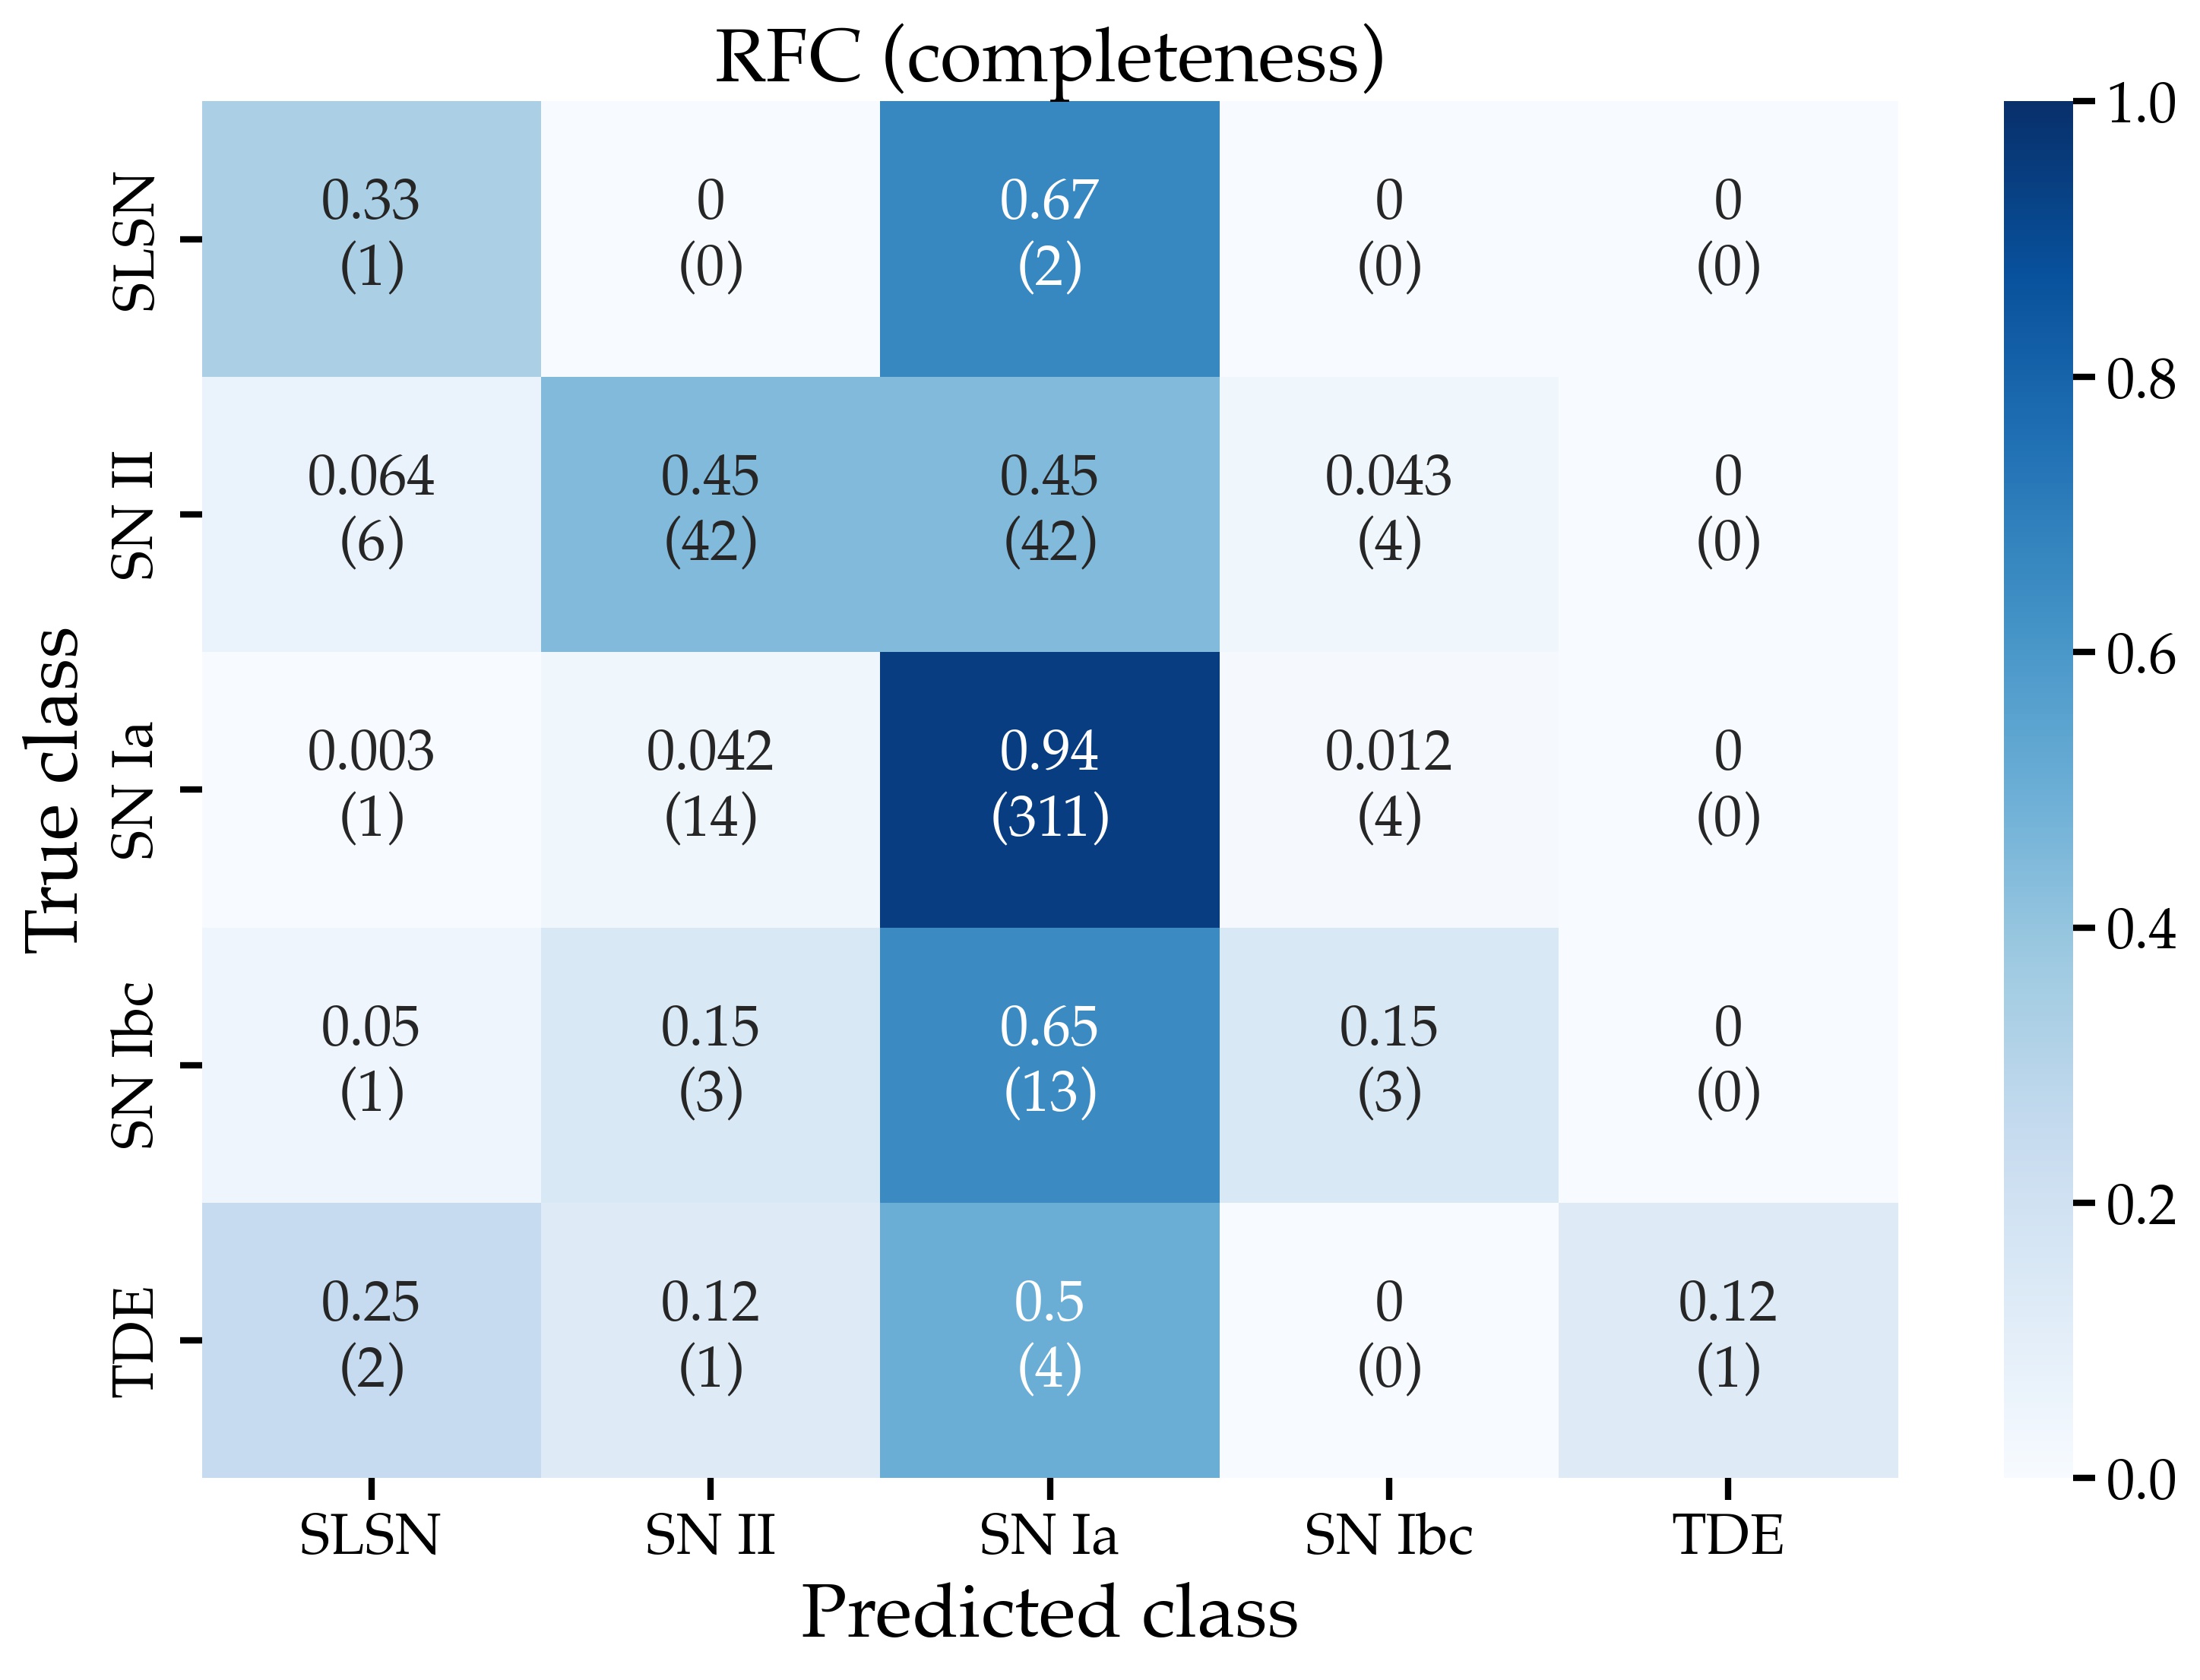 RFC (completeness)
True class
SLSN
0.33 0 0.67 0 0
(1) (0) (2) (0) (0)
SN II
0.064 0.45 0.45 0.043 0
(6) (42) (42) (4) (0)
SN Ia
0.003 0.042 0.94 0.012 0
(1) (14) (311) (4) (0)
SN Ibc
0.05 0.15 0.65 0.15 0
(1) (3) (13) (3) (0)
TDE
0.25 0.12 0.5 0 0.12
(2) (1) (4) (0) (1)
SLSN SN II SN Ia SN Ibc TDE
Predicted class
1.0
0.8
0.6
0.4
0.2
0.0